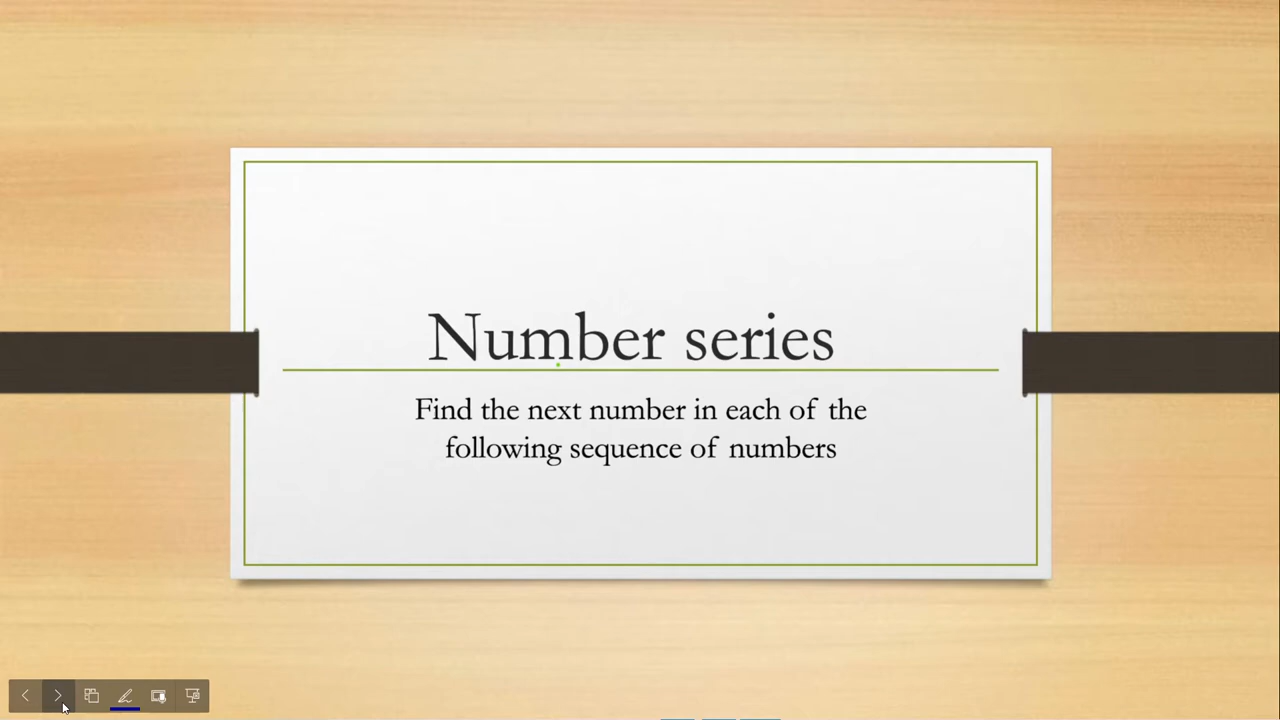 Number series
Find the next number in each of the
following sequence of numbers